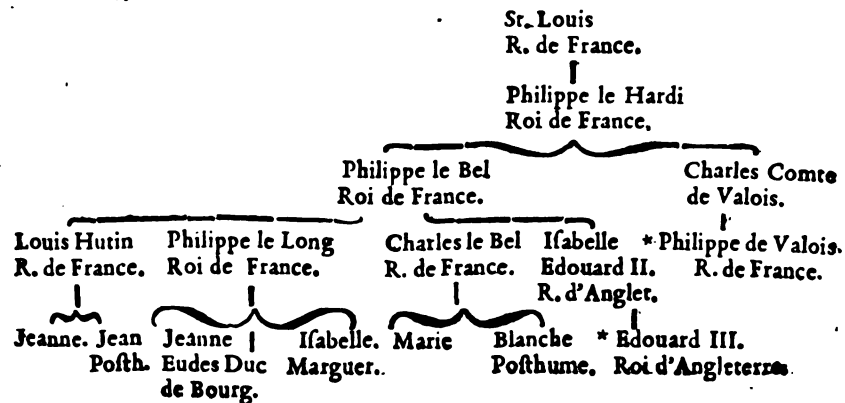 Sr. Louis
R. de France.
Philippe le Hardi
Roi de France.
Philippe le Bel Charles Comte
Roi de France. de Valois.
Louis Hutin Philippe le Long Charles le Bel Iſabelle * Philippe de Valois.
R. de France. Roi de France. R. de France. Edouard II. R. de France.
R. d'Anglet.
Jeanne. Jean Jeanne Iſabelle. Marie Blanche * Edouard III.
Poſth. Eudes Duc Marguer. Poſthume. Roi d'Angleterre
de Bourg.